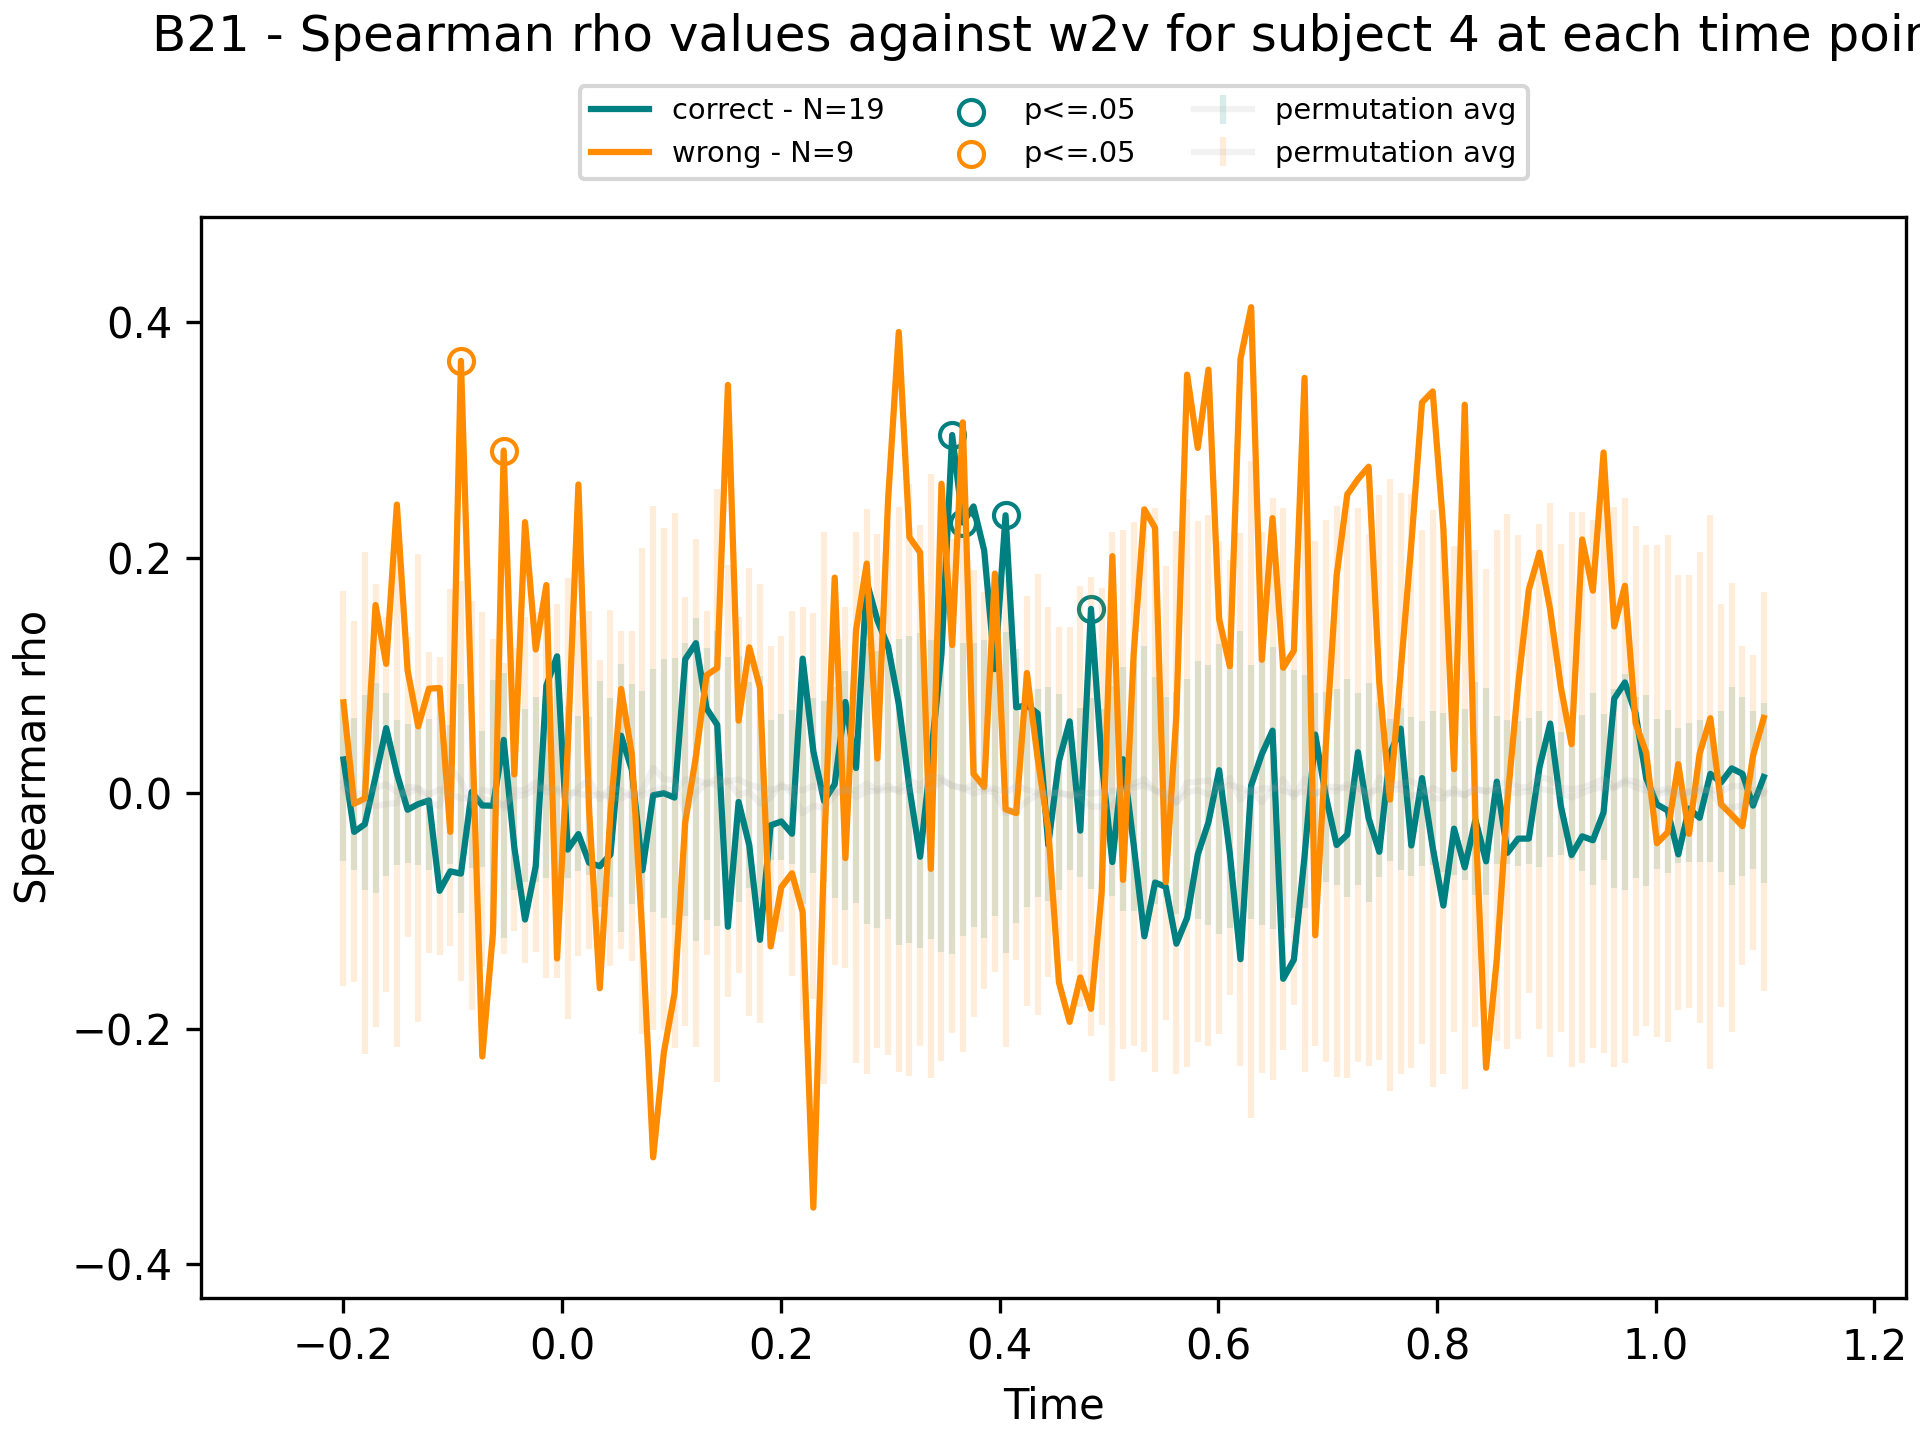 B21 - Spearman rho values against w2v for subject 4 at each time poin
correct - N=19 p<=.05 permutation avg
wrong - N=9 p<=.05 permutation avg
0.4
0.2
0.0
−0.2
−0.4
Spearman rho
−0.2 0.0 0.2 0.4 0.6 0.8 1.0 1.2
Time